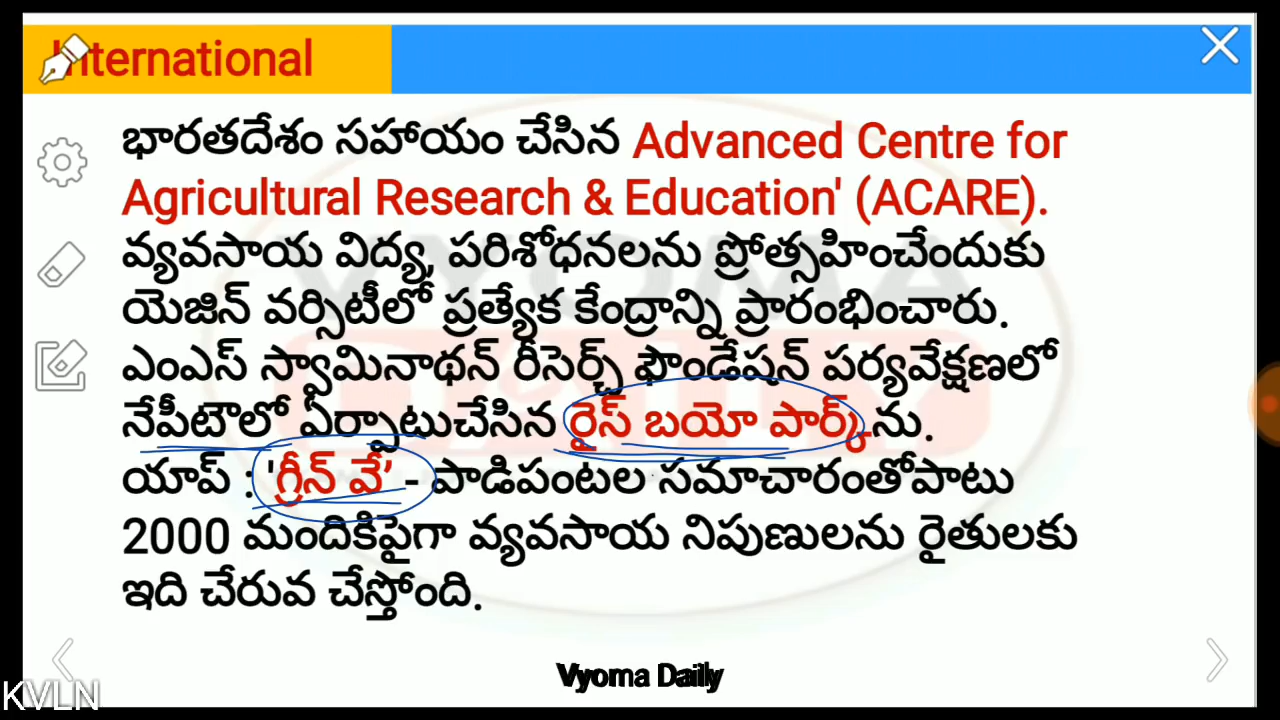 International
భారతదేశం సహాయం చేసిన Advanced Centre for
Agricultural Research & Education' (ACARE).
వ్యవసాయ విద్య, పరిశోధనలను ప్రోత్సహించేందుకు
యెజిన్ వర్సిటీలో ప్రత్యేక కేంద్రాన్ని ప్రారంభించారు.
ఎంఎస్ స్వామినాథన్ రీసెర్చ్ ఫౌండేషన్ పర్యవేక్షణలో
నేపీటౌలో ఏర్పాటుచేసిన రైస్ బయో పార్క్‌ను.
యాప్ : 'గ్రీన్ వే' - పాడిపంటల సమాచారంతోపాటు
2000 మందికిపైగా వ్యవసాయ నిపుణులను రైతులకు
ఇది చేరువ చేస్తోంది.
Vyoma Daily
KVLN